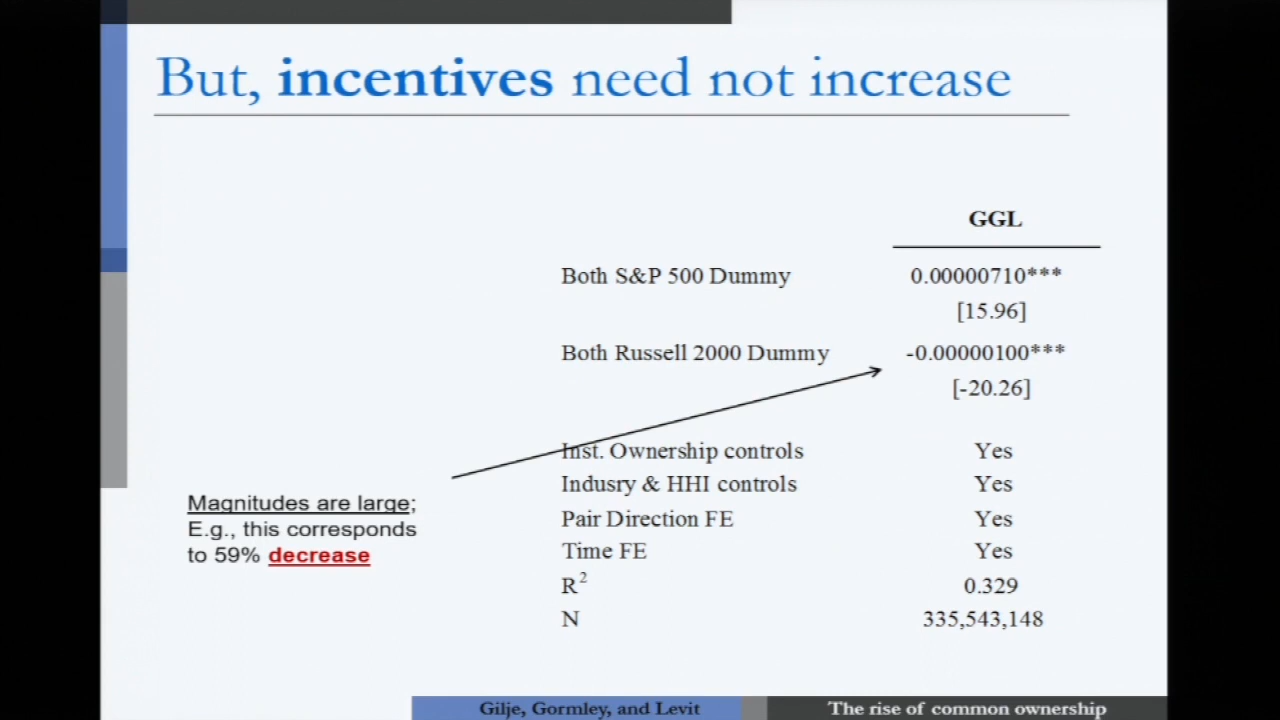 But, incentives need not increase
GGL
Both S&P 500 Dummy 0.00000710***
[15.96]
Both Russell 2000 Dummy -0.00000100***
[-20.26]
Inst. Ownership controls Yes
Indusry & HHI controls Yes
Pair Direction FE Yes
Time FE Yes
R² 0.329
N 335,543,148
Magnitudes are large;
E.g., this corresponds
to 59% decrease
Gilje, Gormley, and Levit The rise of common ownership